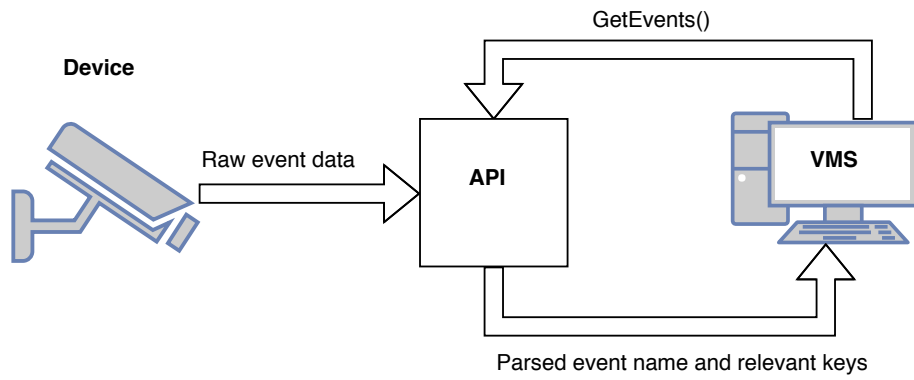 GetEvents()
Device
Raw event data
API
VMS
Parsed event name and relevant keys